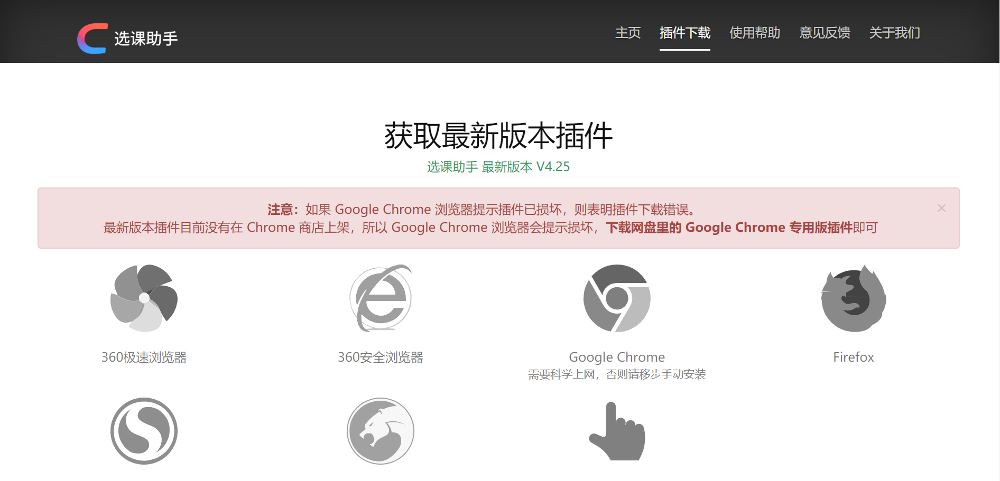 选课助手
主页 插件下载 使用帮助 意见反馈 关于我们
获取最新版本插件
选课助手 最新版本 V4.25
注意：如果 Google Chrome 浏览器提示插件已损坏，则表明插件下载错误。
最新版本插件目前没有在 Chrome 商店上架，所以 Google Chrome 浏览器会提示损坏，下载网盘里的 Google Chrome 专用版插件即可
360极速浏览器 360安全浏览器 Google Chrome Firefox
需要科学上网，否则请移步手动安装